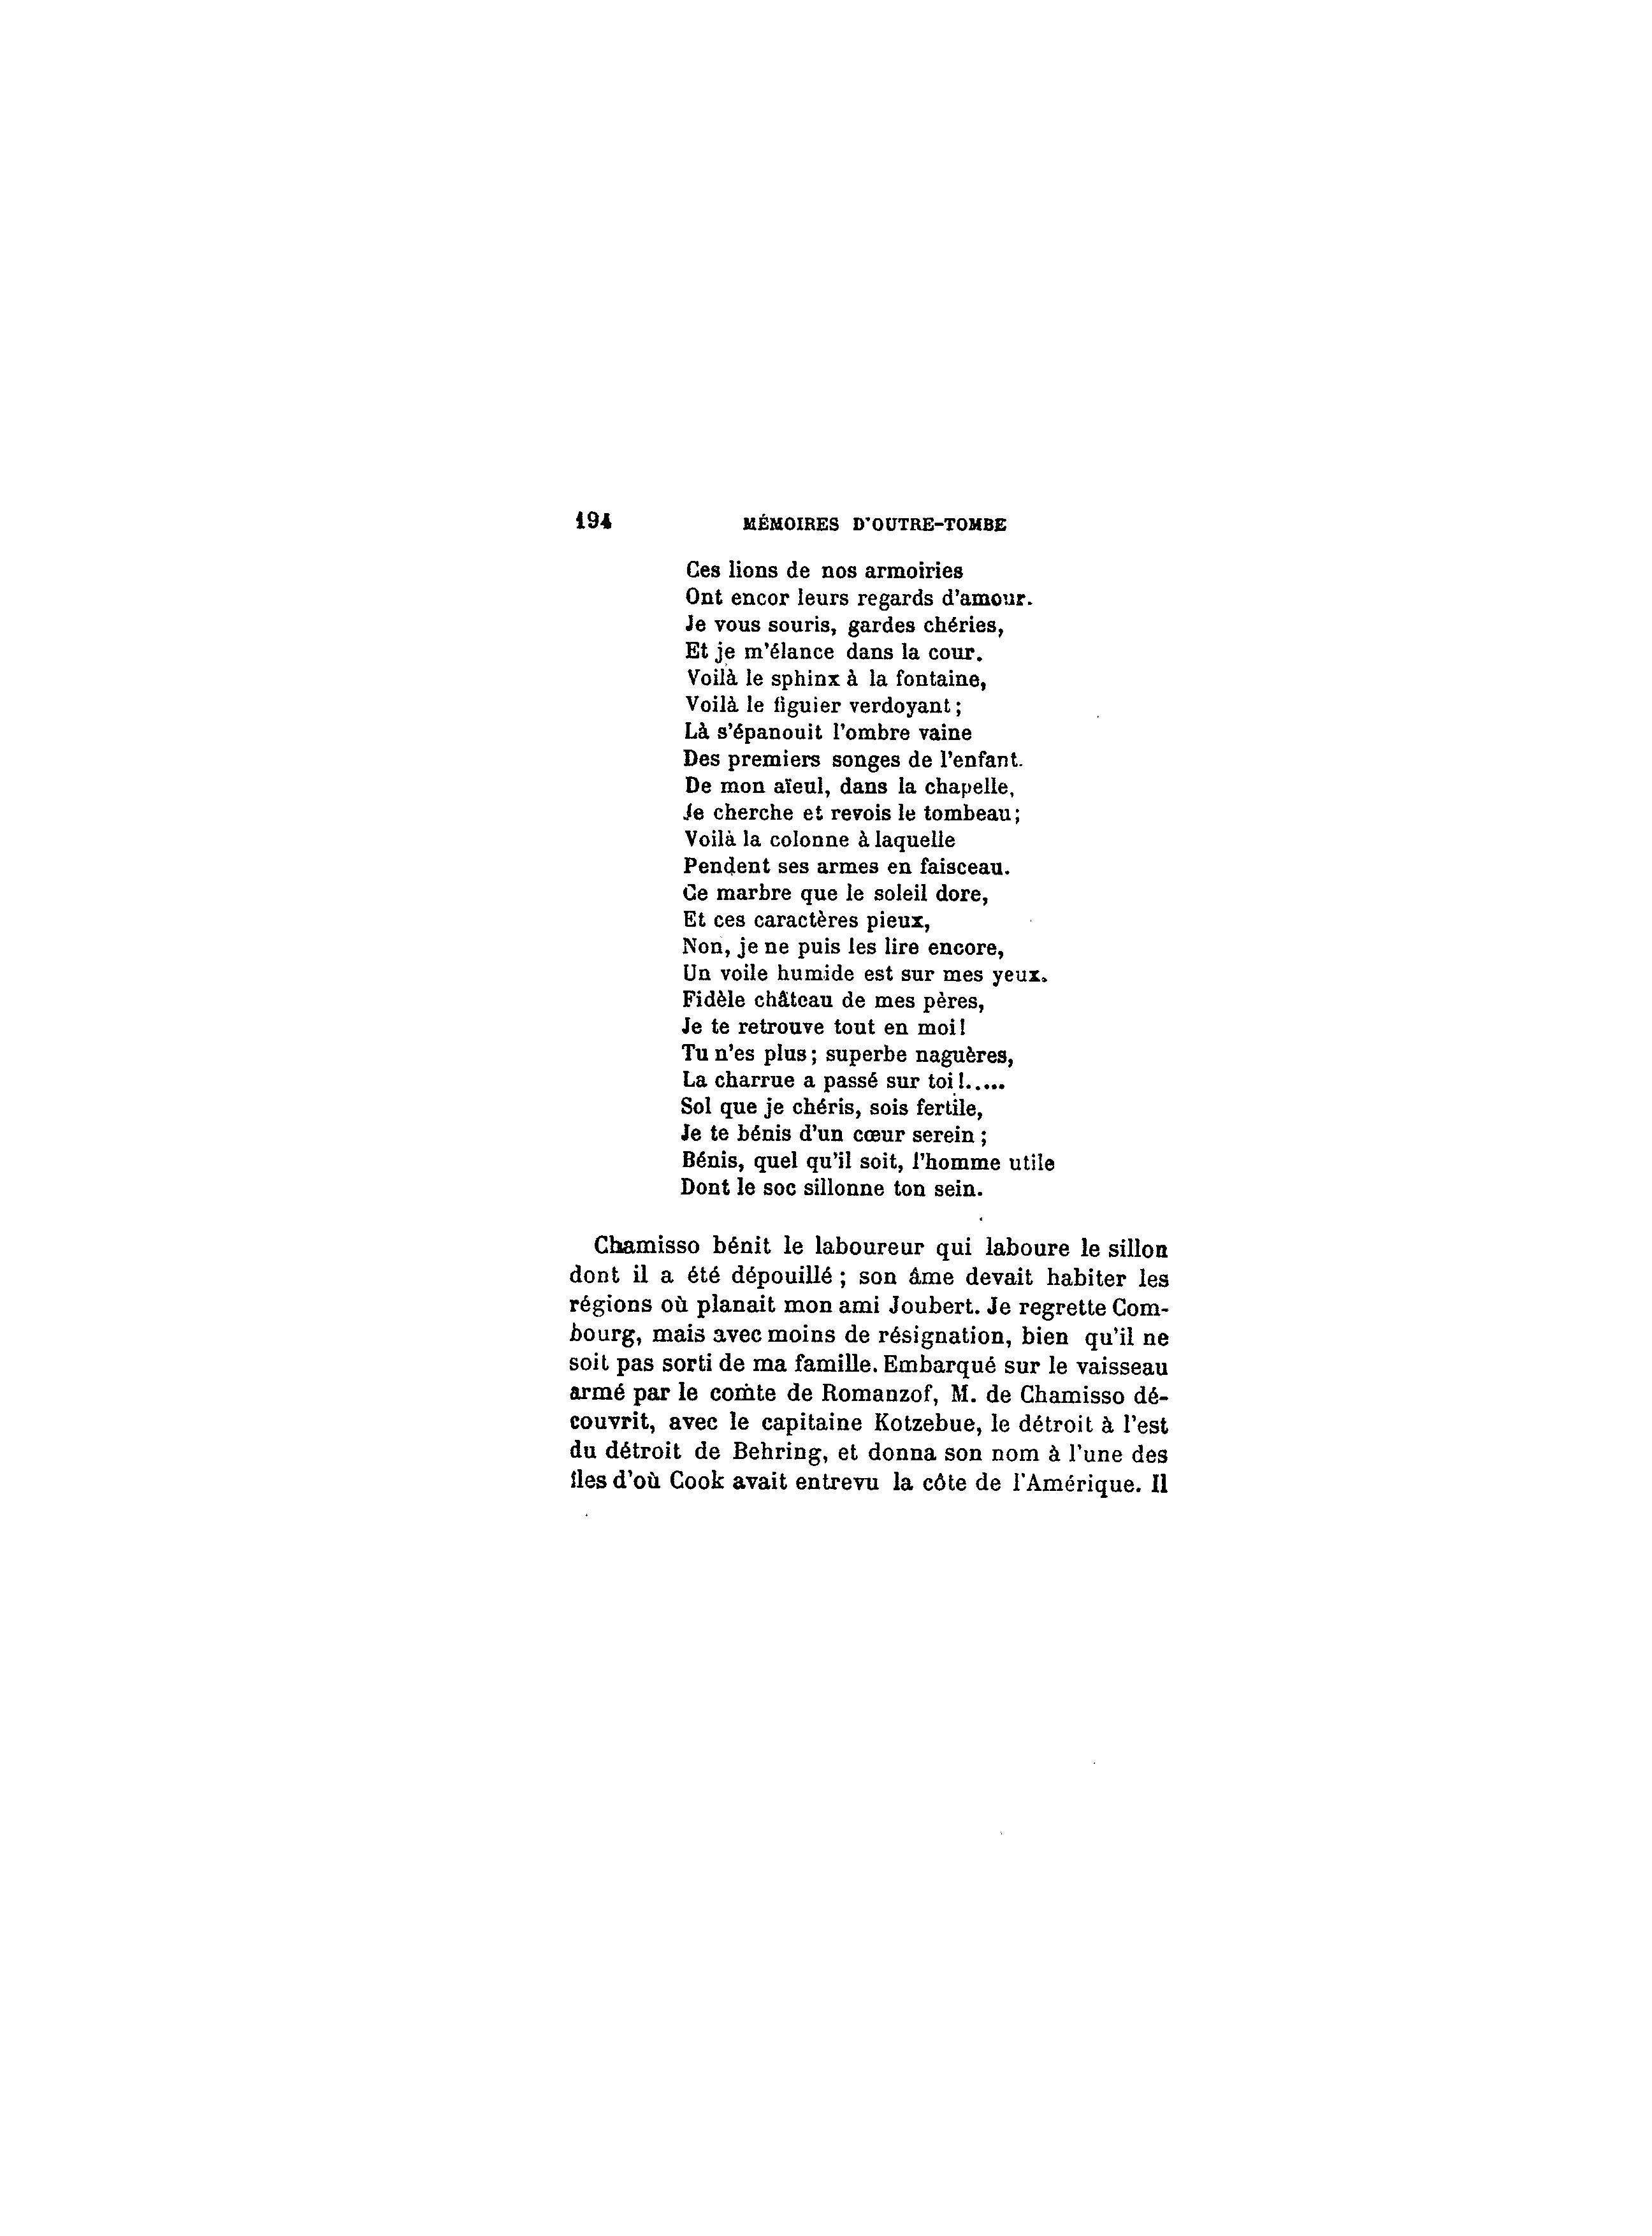 194 MÉMOIRES D'OUTRE-TOMBE
Ces lions de nos armoiries
Ont encor leurs regards d'amour.
Je vous souris, gardes chéries,
Et je m'élance dans la cour.
Voilà le sphinx à la fontaine,
Voilà le figuier verdoyant;
Là s'épanouit l'ombre vaine
Des premiers songes de l'enfant.
De mon aïeul, dans la chapelle,
Je cherche et revois le tombeau;
Voilà la colonne à laquelle
Pendent ses armes en faisceau.
Ce marbre que le soleil dore,
Et ces caractères pieux,
Non, je ne puis les lire encore,
Un voile humide est sur mes yeux.
Fidèle château de mes pères,
Je te retrouve tout en moi!
Tu n'es plus; superbe naguères,
La charrue a passé sur toi!.....
Sol que je chéris, sois fertile,
Je te bénis d'un cœur serein;
Bénis, quel qu'il soit, l'homme utile
Dont le soc sillonne ton sein.
Chamisso bénit le laboureur qui laboure le sillon
dont il a été dépouillé; son âme devait habiter les
régions où planait mon ami Joubert. Je regrette Com-
bourg, mais avec moins de résignation, bien qu'il ne
soit pas sorti de ma famille. Embarqué sur le vaisseau
armé par le comte de Romanzof, M. de Chamisso dé-
couvrit, avec le capitaine Kotzebue, le détroit à l'est
du détroit de Behring, et donna son nom à l'une des
îles d'où Cook avait entrevu la côte de l'Amérique. Il